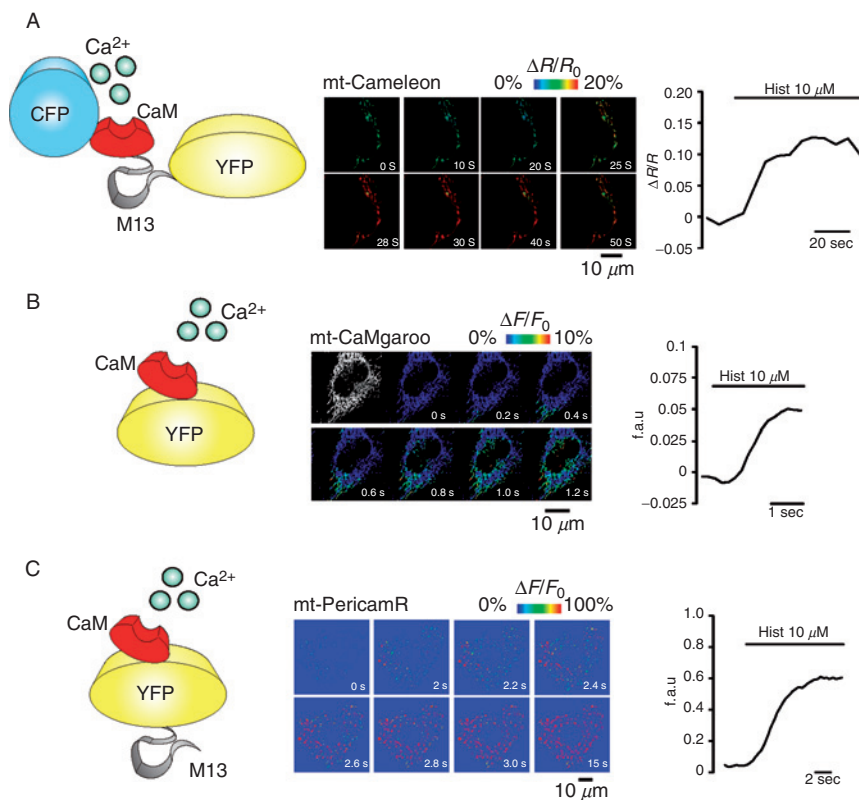 A
Ca2+
CFP
CaM
YFP
M13
mt-Cameleon 0% ΔR/R0 20%
0 S 10 S 20 S 25 S
28 S 30 S 40 s 50 S
10 μm
Hist 10 μM
ΔR/R
0.20
0.15
0.10
0.05
0
−0.05
20 sec
B
Ca2+
CaM
YFP
mt-CaMgaroo 0% ΔF/F0 10%
0 s 0.2 s 0.4 s
0.6 s 0.8 s 1.0 s 1.2 s
10 μm
Hist 10 μM
f.a.u
0.1
0.075
0.05
0.025
0
−0.025
1 sec
C
Ca2+
CaM
YFP
M13
mt-PericamR 0% ΔF/F0 100%
0 s 2 s 2.2 s 2.4 s
2.6 s 2.8 s 3.0 s 15 s
10 μm
Hist 10 μM
f.a.u
1.0
0.8
0.6
0.4
0.2
0
2 sec